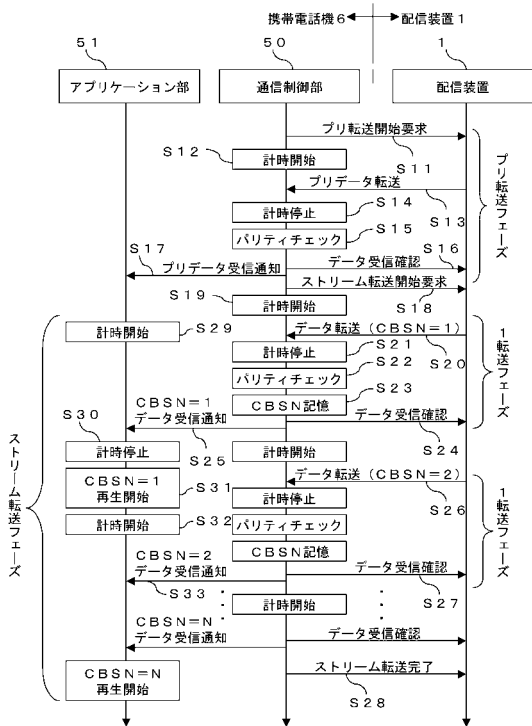 携帯電話機6
配信装置1
51
50
1
アプリケーション部
通信制御部
配信装置
プリ転送開始要求
S11
S12
計時開始
プリデータ転送
S13
計時停止
S14
パリティチェック
S15
データ受信確認
S16
プリデータ受信通知
S17
ストリーム転送開始要求
S18
プリ転送フェーズ
S19
計時開始
計時開始
S29
データ転送(CBSN=1)
S20
計時停止
S21
パリティチェック
S22
CBSN記憶
S23
データ受信確認
S24
CBSN=1
データ受信通知
S25
1転送フェーズ
S30
計時停止
計時開始
データ転送(CBSN=2)
S26
CBSN=1
再生開始
S31
計時停止
計時開始
S32
パリティチェック
CBSN記憶
CBSN=2
データ受信通知
S33
データ受信確認
S27
1転送フェーズ
計時開始
CBSN=N
データ受信通知
データ受信確認
CBSN=N
再生開始
ストリーム転送完了
S28
ストリーム転送フェーズ